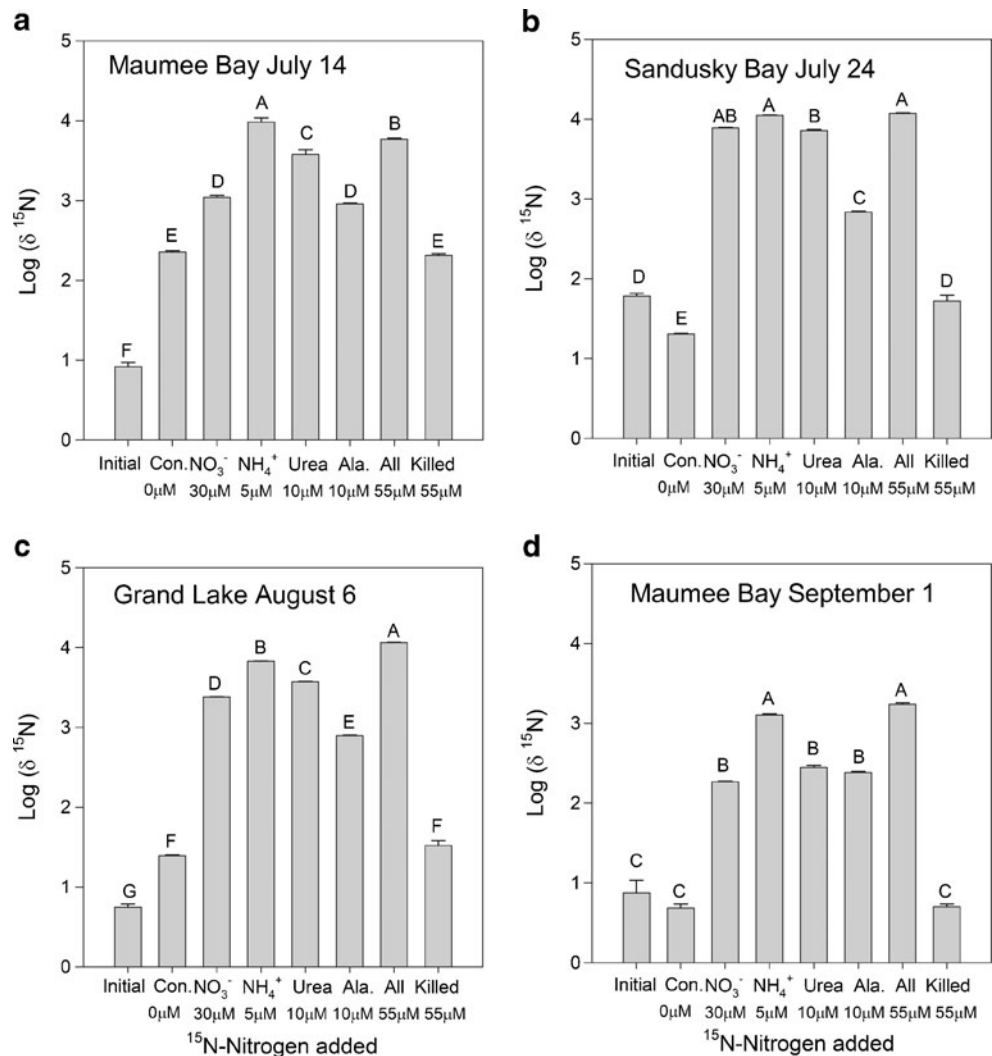 a
5
Maumee Bay July 14
A
B
C
4
D
D
3
E
E
2
F
1
0
Log (δ ¹⁵N)
Initial Con. NO₃⁻ NH₄⁺ Urea Ala. All Killed
0μM 30μM 5μM 10μM 10μM 55μM 55μM
b
5
Sandusky Bay July 24
AB A B A
4
C
3
D
D
2
E
1
0
Log (δ ¹⁵N)
Initial Con. NO₃⁻ NH₄⁺ Urea Ala. All Killed
0μM 30μM 5μM 10μM 10μM 55μM 55μM
c
5
Grand Lake August 6
A
B
4
C
D
E
3
2
F
F
G
1
0
Log (δ ¹⁵N)
Initial Con. NO₃⁻ NH₄⁺ Urea Ala. All Killed
0μM 30μM 5μM 10μM 10μM 55μM 55μM
¹⁵N-Nitrogen added
d
5
Maumee Bay September 1
4
A
A
3
B
B B
2
C
C
C
1
0
Log (δ ¹⁵N)
Initial Con. NO₃⁻ NH₄⁺ Urea Ala. All Killed
0μM 30μM 5μM 10μM 10μM 55μM 55μM
¹⁵N-Nitrogen added